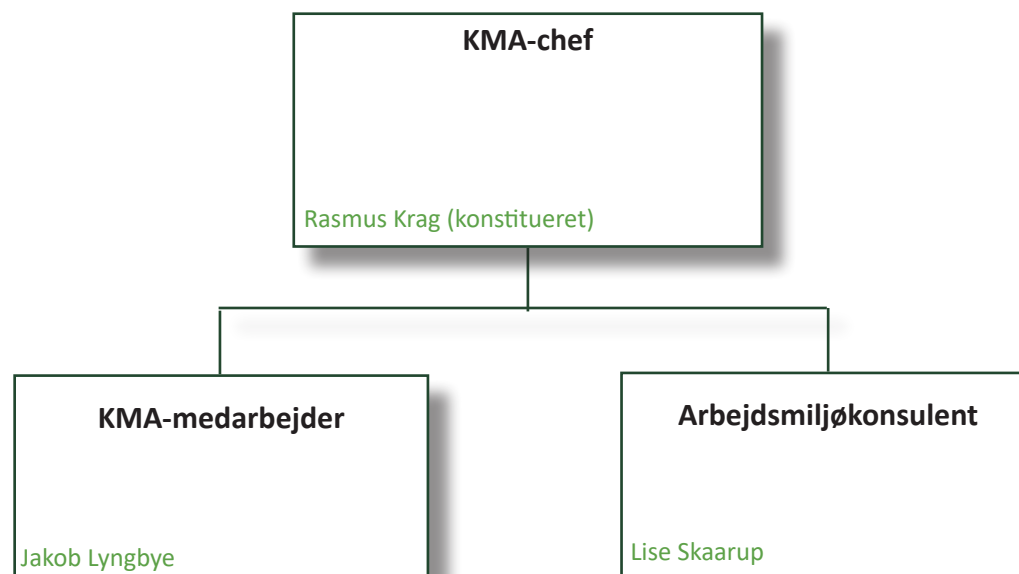 KMA-chef
Rasmus Krag (konstitueret)
KMA-medarbejder
Jakob Lyngbye
Arbejdsmiljøkonsulent
Lise Skaarup